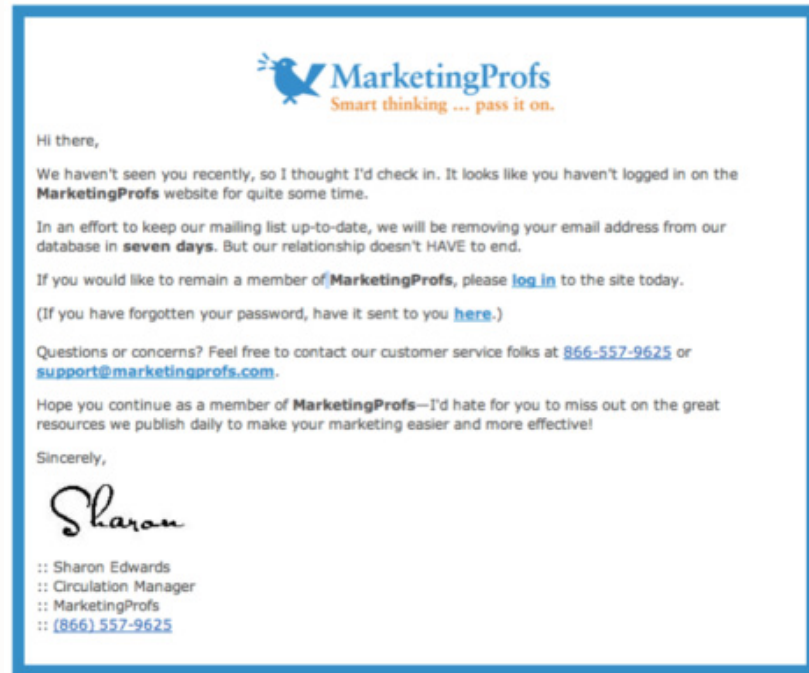 MarketingProfs
Smart thinking ... pass it on.
Hi there,
We haven't seen you recently, so I thought I'd check in. It looks like you haven't logged in on the
MarketingProfs website for quite some time.
In an effort to keep our mailing list up-to-date, we will be removing your email address from our
database in seven days. But our relationship doesn't HAVE to end.
If you would like to remain a member of MarketingProfs, please log in to the site today.
(If you have forgotten your password, have it sent to you here.)
Questions or concerns? Feel free to contact our customer service folks at 866-557-9625 or
support@marketingprofs.com.
Hope you continue as a member of MarketingProfs—I'd hate for you to miss out on the great
resources we publish daily to make your marketing easier and more effective!
Sincerely,
Sharon
:: Sharon Edwards
:: Circulation Manager
:: MarketingProfs
:: (866) 557-9625